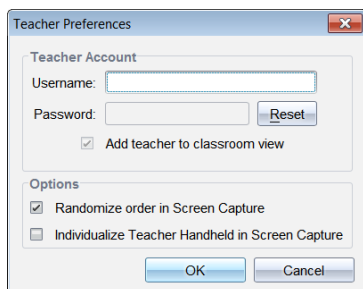 Teacher Preferences
Teacher Account
Username:
Password:
Reset
Add teacher to classroom view
Options
Randomize order in Screen Capture
Individualize Teacher Handheld in Screen Capture
OK
Cancel